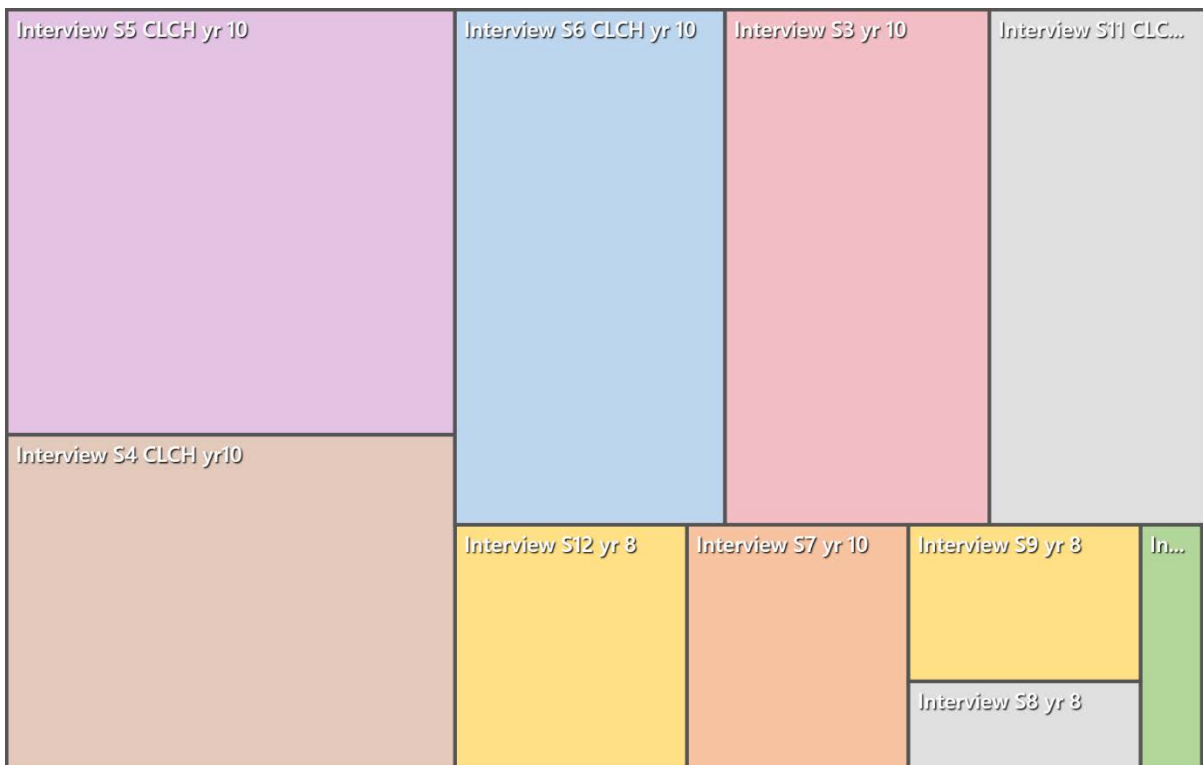 Interview S5 CLCH yr 10
Interview S6 CLCH yr 10
Interview S3 yr 10
Interview S11 CLC...
Interview S4 CLCH yr10
Interview S12 yr 8
Interview S7 yr 10
Interview S9 yr 8
In...
Interview S8 yr 8